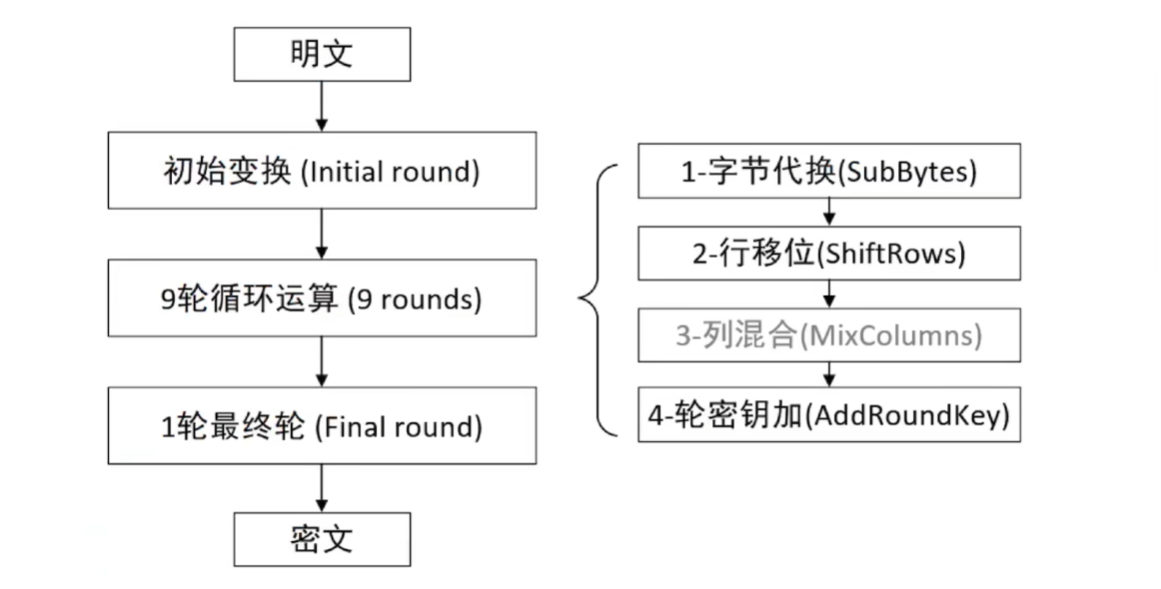 明文
初始变换 (Initial round)
9轮循环运算 (9 rounds)
1轮最终轮 (Final round)
密文
1-字节代换(SubBytes)
2-行移位(ShiftRows)
3-列混合(MixColumns)
4-轮密钥加(AddRoundKey)